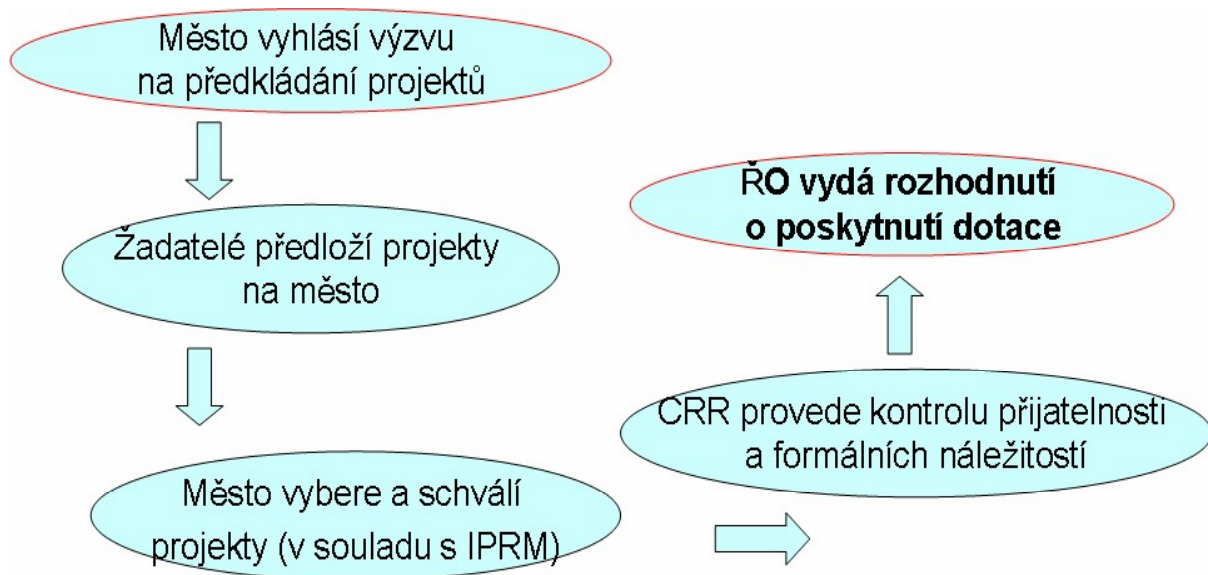 Město vyhlásí výzvu
na předkládání projektů
Žadatelé předloží projekty
na město
Město vybere a schválí
projekty (v souladu s IPRM)
CRR provede kontrolu přijatelnosti
a formálních náležitostí
ŘO vydá rozhodnutí
o poskytnutí dotace